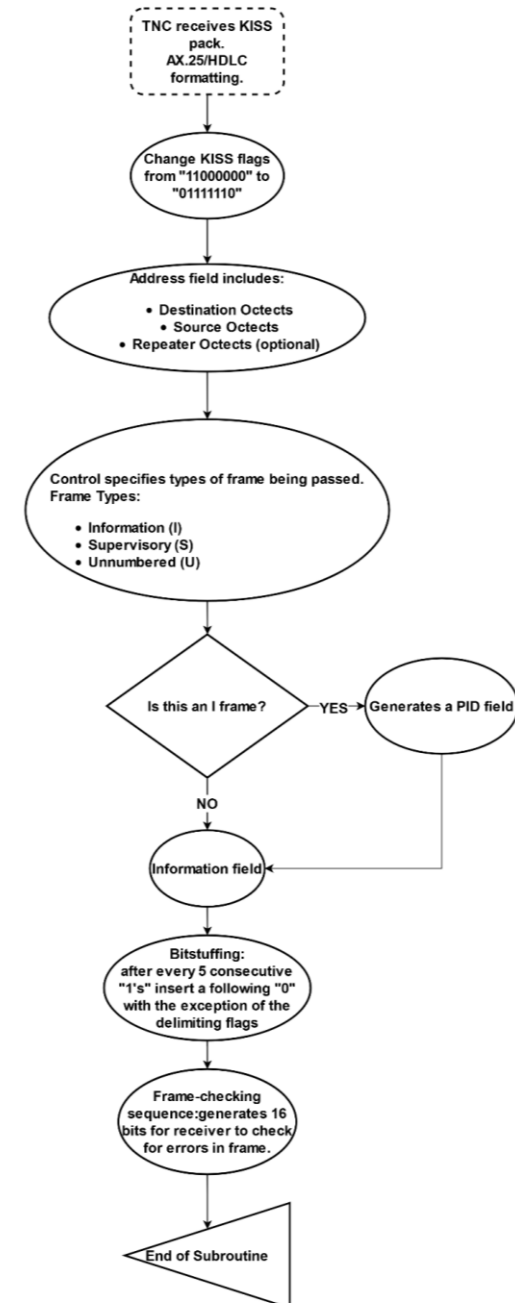 TNC receives KISS
pack.
AX.25/HDLC
formatting.
Change KISS flags
from "11000000" to
"01111110"
Address field includes:
• Destination Octects
• Source Octects
• Repeater Octects (optional)
Control specifies types of frame being passed.
Frame Types:
• Information (I)
• Supervisory (S)
• Unnumbered (U)
Is this an I frame?
YES
Generates a PID field
NO
Information field
Bitstuffing:
after every 5 consecutive
"1's" insert a following "0"
with the exception of the
delimiting flags
Frame-checking
sequence:generates 16
bits for receiver to check
for errors in frame.
End of Subroutine